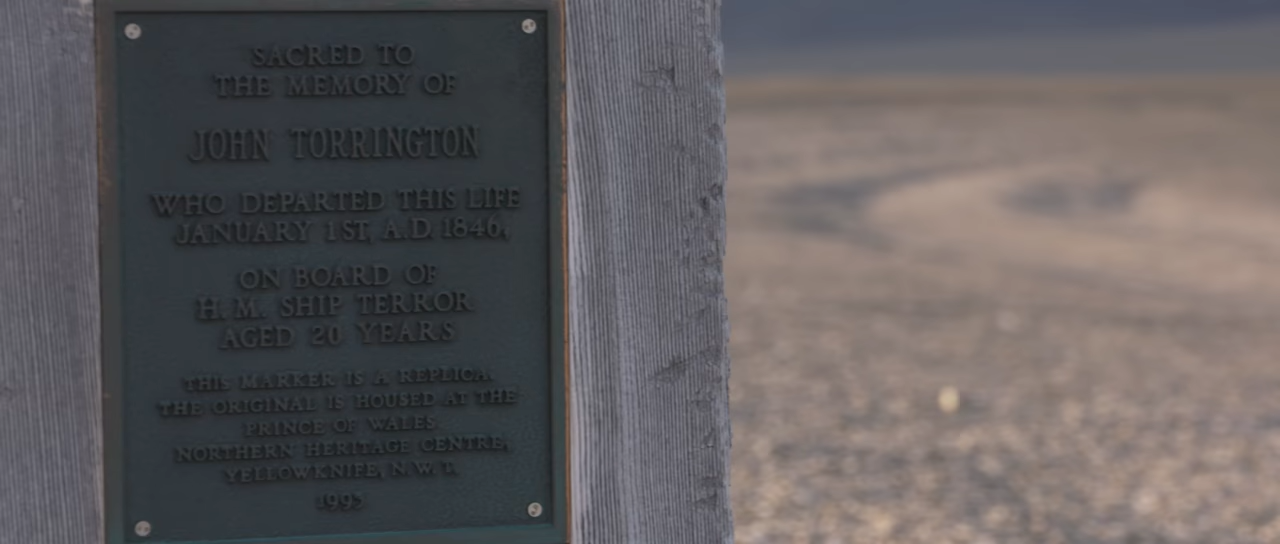 SACRED TO
THE MEMORY OF
JOHN TORRINGTON
WHO DEPARTED THIS LIFE
JANUARY 1ST, A.D. 1846,
ON BOARD OF
H.M. SHIP TERROR
AGED 20 YEARS
THIS MARKER IS A REPLICA.
THE ORIGINAL IS HOUSED AT THE
PRINCE OF WALES
NORTHERN HERITAGE CENTRE,
YELLOWKNIFE, N.W.T.
1993